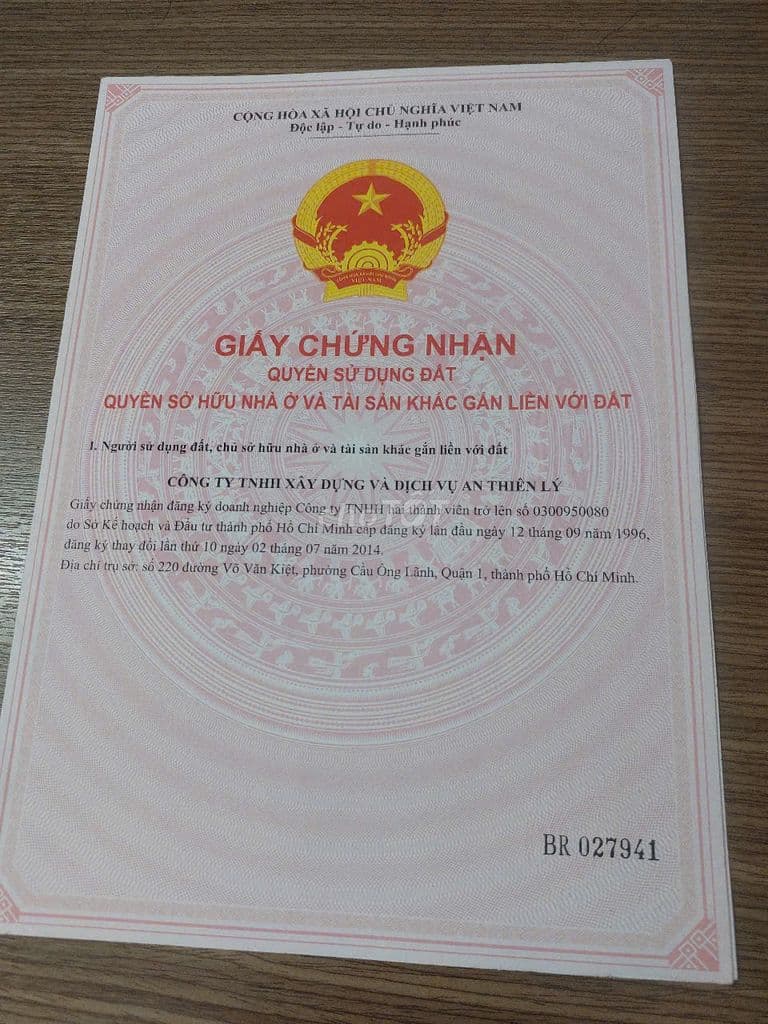 CỘNG HÒA XÃ HỘI CHỦ NGHĨA VIỆT NAM
Độc lập - Tự do - Hạnh phúc
VIỆT NAM
GIẤY CHỨNG NHẬN
QUYỀN SỬ DỤNG ĐẤT
QUYỀN SỞ HỮU NHÀ Ở VÀ TÀI SẢN KHÁC GẮN LIỀN VỚI ĐẤT
I. Người sử dụng đất, chủ sở hữu nhà ở và tài sản khác gắn liền với đất
CÔNG TY TNHH XÂY DỰNG VÀ DỊCH VỤ AN THIÊN LÝ
Giấy chứng nhận đăng ký doanh nghiệp Công ty TNHH hai thành viên trở lên số 0300950080
do Sở Kế hoạch và Đầu tư thành phố Hồ Chí Minh cấp đăng ký lần đầu ngày 12 tháng 09 năm 1996,
đăng ký thay đổi lần thứ 10 ngày 02 tháng 07 năm 2014.
Địa chỉ trụ sở: số 220 đường Võ Văn Kiệt, phường Cầu Ông Lãnh, Quận 1, thành phố Hồ Chí Minh.
BR 027941